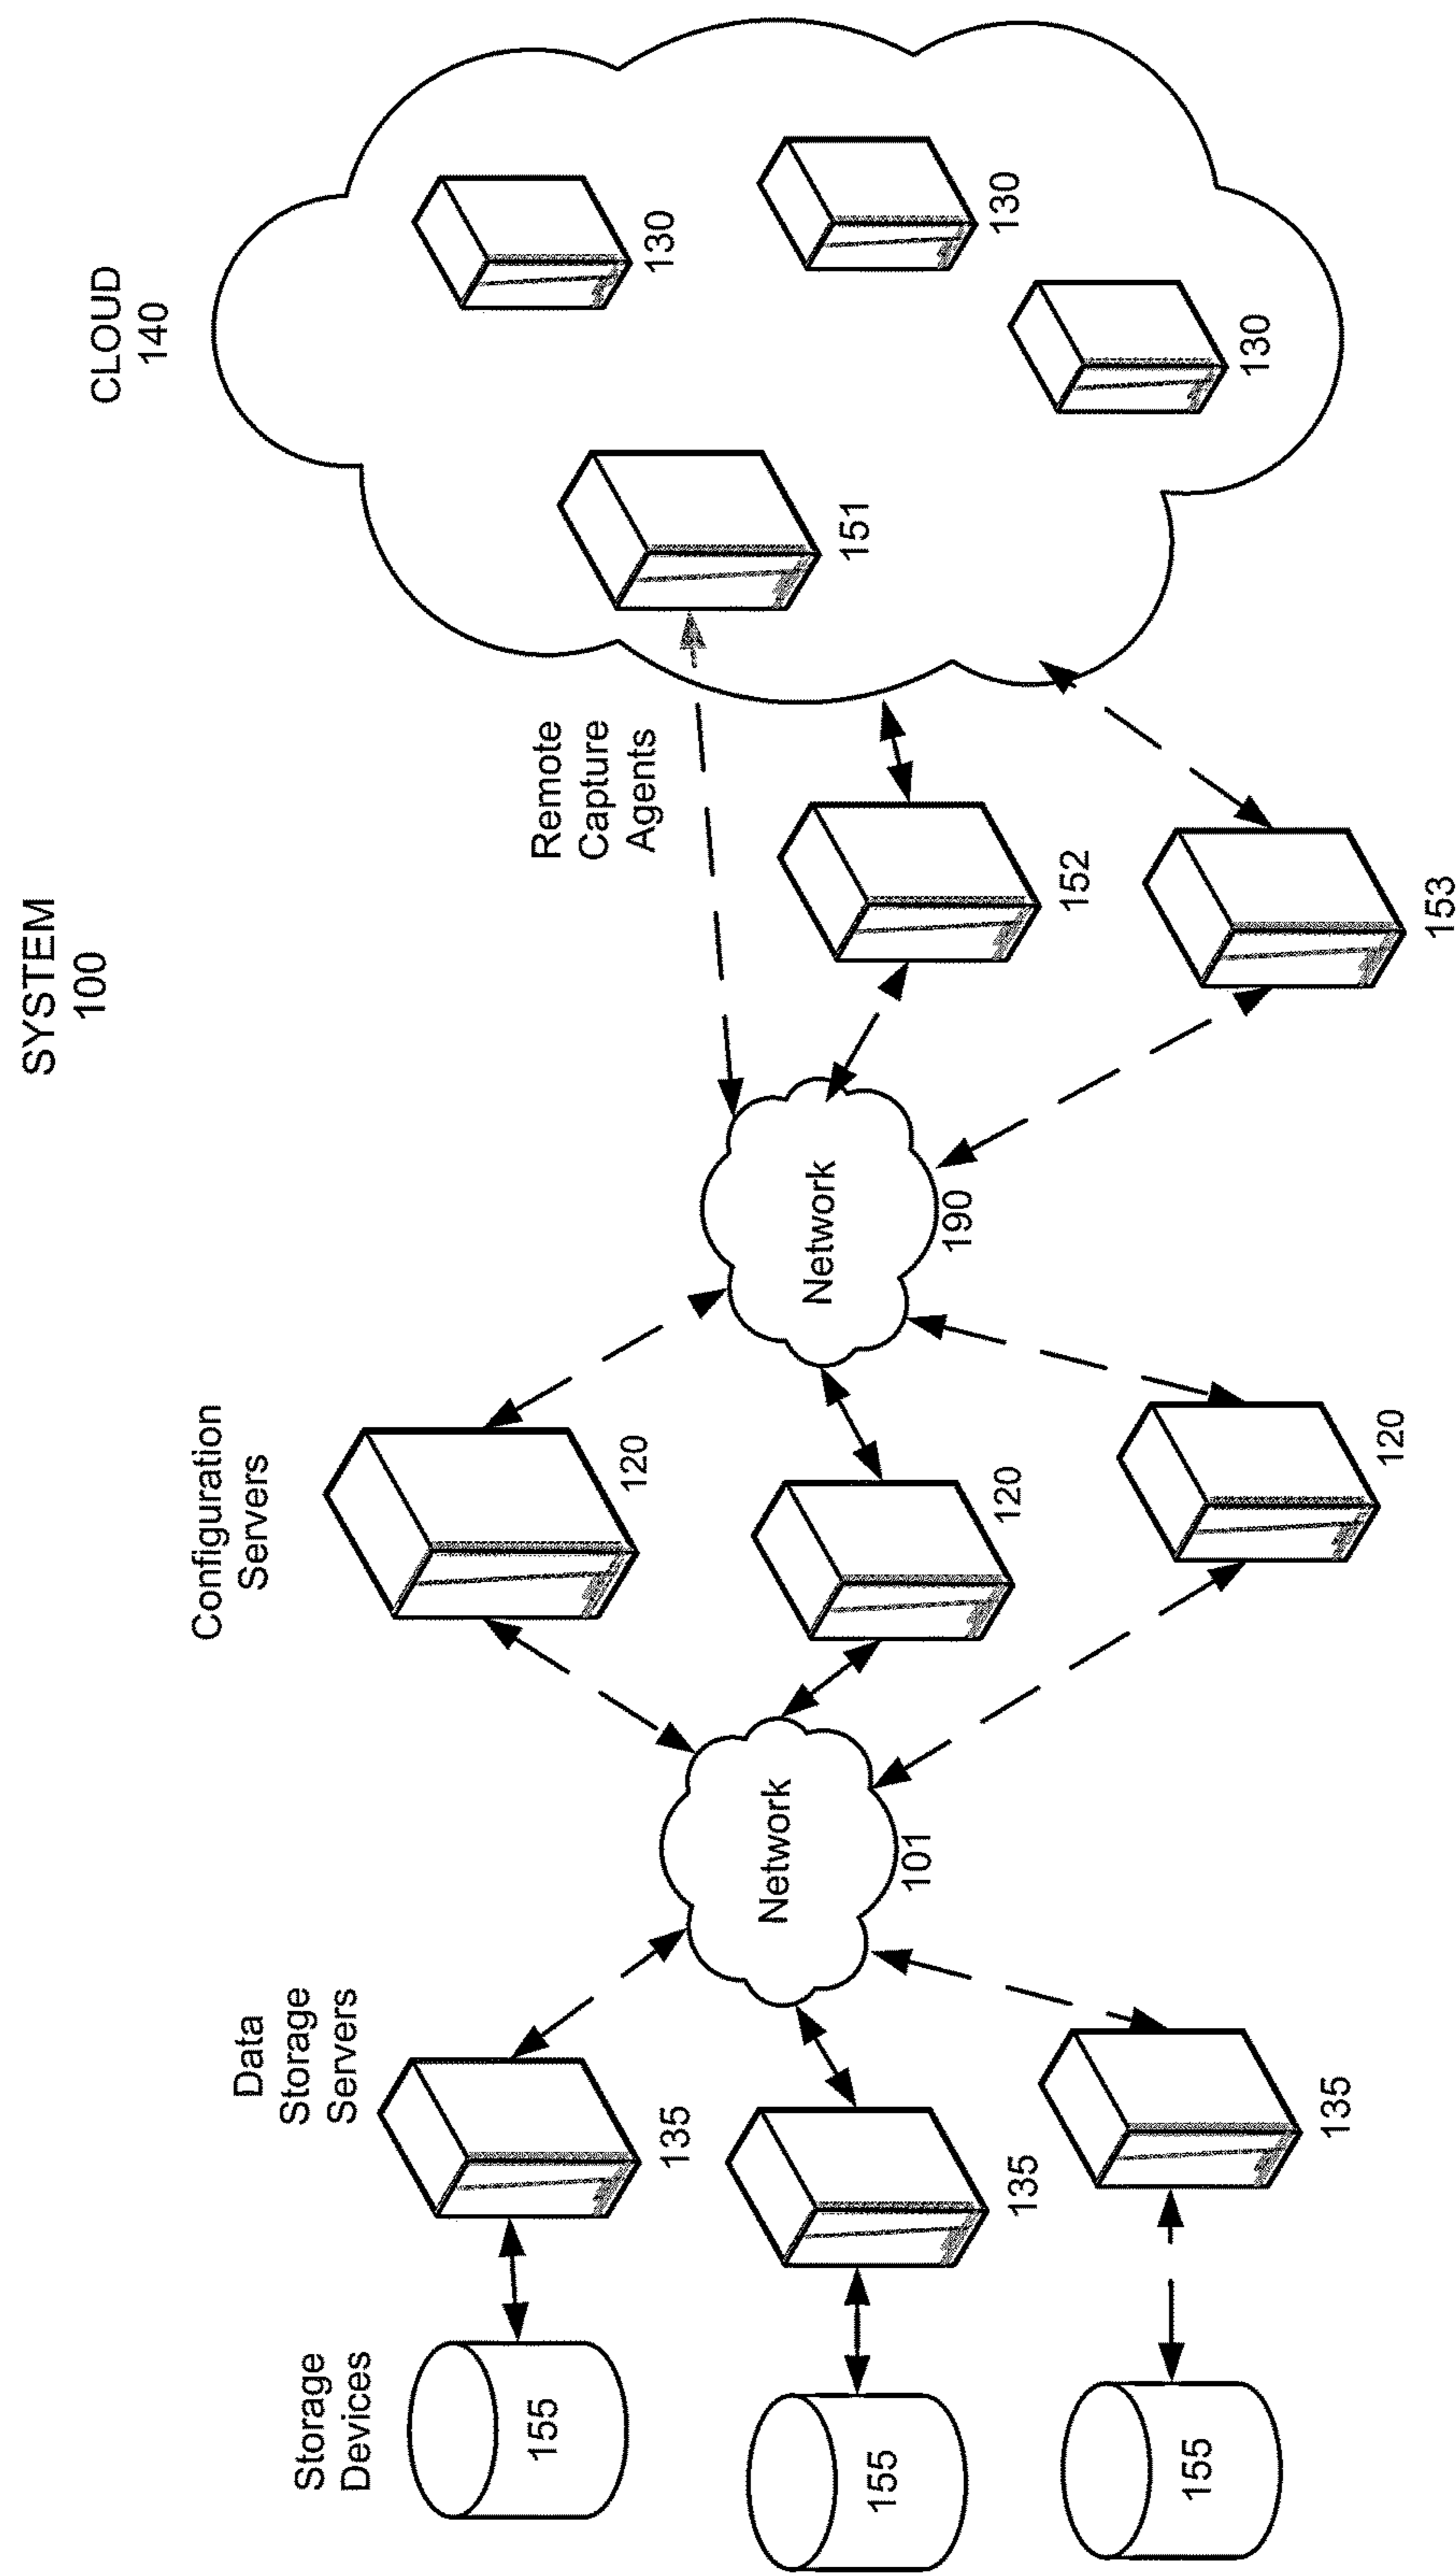 SYSTEM
100
Storage
Devices
155
155
155
Data
Storage
Servers
135
135
135
Network
101
Configuration
Servers
120
120
120
Network
190
Remote
Capture
Agents
151
152
153
CLOUD
140
130
130
130